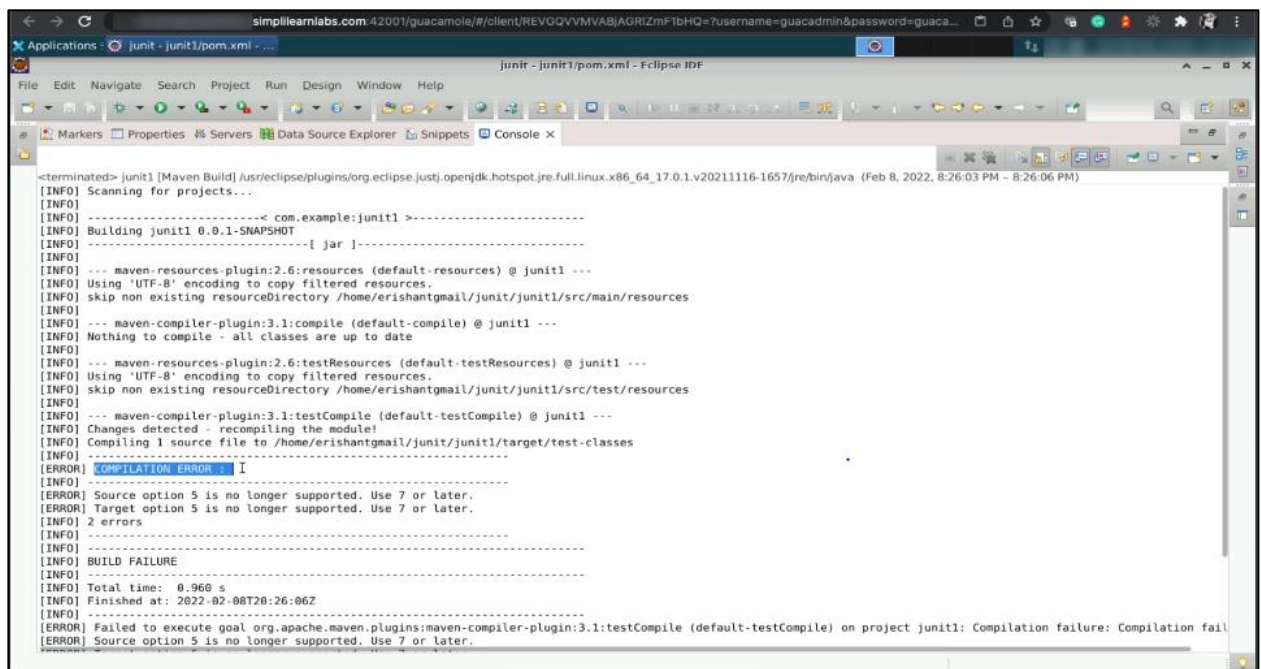 simplilearnlabs.com:42001/guacamole/#/client/REVGQVVMVABjAGRIZmF1bHQ=?username=guacadmin&password=guaca...
Applications : junit - junit1/pom.xml - ...
junit - junit1/pom.xml - Eclipse IDE
File Edit Navigate Search Project Run Design Window Help
Markers Properties Servers Data Source Explorer Snippets Console
<terminated> junit1 [Maven Build] /usr/eclipse/plugins/org.eclipse.justj.openjdk.hotspot.jre.full.linux.x86_64_17.0.1.v20211116-1657/jre/bin/java (Feb 8, 2022, 8:26:03 PM – 8:26:06 PM)
[INFO] Scanning for projects...
[INFO]
[INFO] -------------------------< com.example:junit1 >-------------------------
[INFO] Building junit1 0.0.1-SNAPSHOT
[INFO] --------------------------------[ jar ]---------------------------------
[INFO]
[INFO] --- maven-resources-plugin:2.6:resources (default-resources) @ junit1 ---
[INFO] Using 'UTF-8' encoding to copy filtered resources.
[INFO] skip non existing resourceDirectory /home/erishantgmail/junit/junit1/src/main/resources
[INFO]
[INFO] --- maven-compiler-plugin:3.1:compile (default-compile) @ junit1 ---
[INFO] Nothing to compile - all classes are up to date
[INFO]
[INFO] --- maven-resources-plugin:2.6:testResources (default-testResources) @ junit1 ---
[INFO] Using 'UTF-8' encoding to copy filtered resources.
[INFO] skip non existing resourceDirectory /home/erishantgmail/junit/junit1/src/test/resources
[INFO]
[INFO] --- maven-compiler-plugin:3.1:testCompile (default-testCompile) @ junit1 ---
[INFO] Changes detected - recompiling the module!
[INFO] Compiling 1 source file to /home/erishantgmail/junit/junit1/target/test-classes
[INFO] -------------------------------------------------------------
[ERROR] COMPILATION ERROR :
[INFO] -------------------------------------------------------------
[ERROR] Source option 5 is no longer supported. Use 7 or later.
[ERROR] Target option 5 is no longer supported. Use 7 or later.
[INFO] 2 errors
[INFO] -------------------------------------------------------------
[INFO] ------------------------------------------------------------------------
[INFO] BUILD FAILURE
[INFO] ------------------------------------------------------------------------
[INFO] Total time: 0.960 s
[INFO] Finished at: 2022-02-08T20:26:06Z
[INFO] ------------------------------------------------------------------------
[ERROR] Failed to execute goal org.apache.maven.plugins:maven-compiler-plugin:3.1:testCompile (default-testCompile) on project junit1: Compilation failure: Compilation fail
[ERROR] Source option 5 is no longer supported. Use 7 or later.